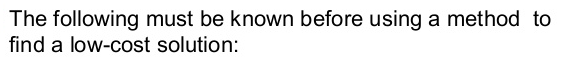 The following must be known before using a method to
find a low-cost solution: